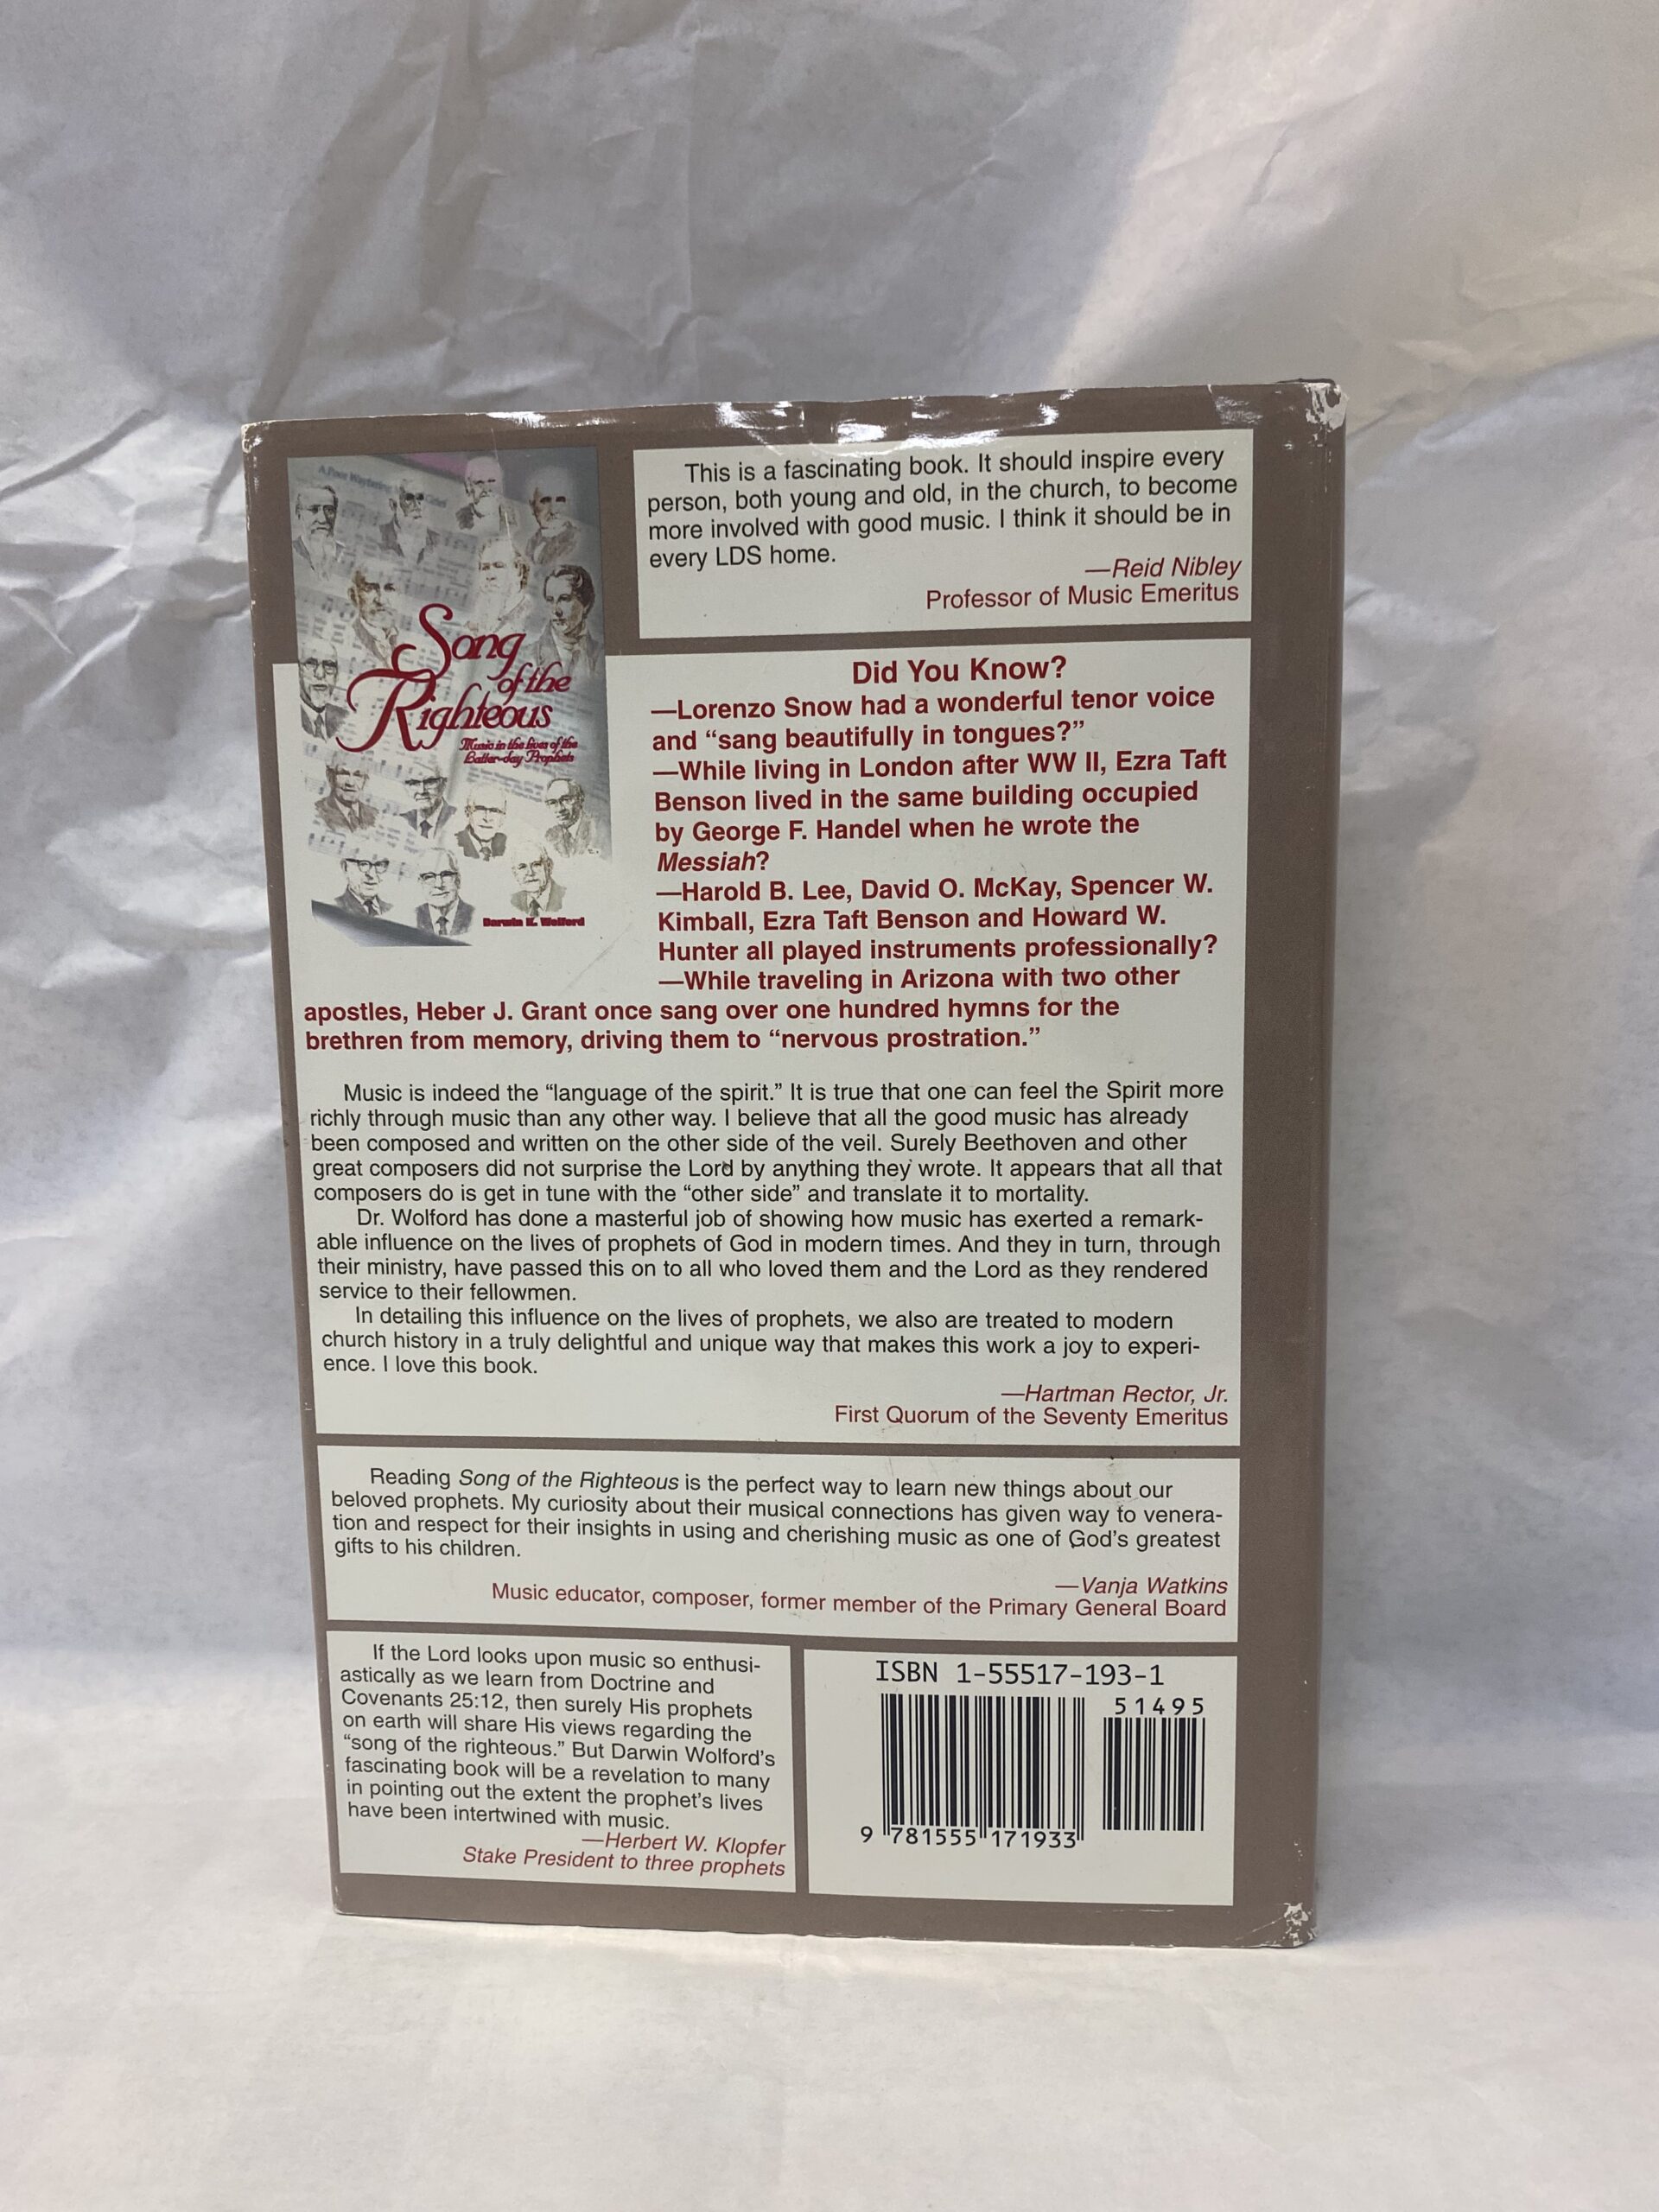 This is a fascinating book. It should inspire every
person, both young and old, in the church, to become
more involved with good music. I think it should be in
every LDS home.
—Reid Nibley
Professor of Music Emeritus
A Poor Wayfaring
Song
of the
Righteous
Music in the lives of the
Latter-day Prophets
Darwin K. Wolford
Did You Know?
—Lorenzo Snow had a wonderful tenor voice
and “sang beautifully in tongues?”
—While living in London after WW II, Ezra Taft
Benson lived in the same building occupied
by George F. Handel when he wrote the
Messiah?
—Harold B. Lee, David O. McKay, Spencer W.
Kimball, Ezra Taft Benson and Howard W.
Hunter all played instruments professionally?
—While traveling in Arizona with two other
apostles, Heber J. Grant once sang over one hundred hymns for the
brethren from memory, driving them to “nervous prostration.”
Music is indeed the “language of the spirit.” It is true that one can feel the Spirit more
richly through music than any other way. I believe that all the good music has already
been composed and written on the other side of the veil. Surely Beethoven and other
great composers did not surprise the Lord by anything they wrote. It appears that all that
composers do is get in tune with the “other side” and translate it to mortality.
Dr. Wolford has done a masterful job of showing how music has exerted a remark-
able influence on the lives of prophets of God in modern times. And they in turn, through
their ministry, have passed this on to all who loved them and the Lord as they rendered
service to their fellowmen.
In detailing this influence on the lives of prophets, we also are treated to modern
church history in a truly delightful and unique way that makes this work a joy to experi-
ence. I love this book.
—Hartman Rector, Jr.
First Quorum of the Seventy Emeritus
Reading Song of the Righteous is the perfect way to learn new things about our
beloved prophets. My curiosity about their musical connections has given way to venera-
tion and respect for their insights in using and cherishing music as one of God’s greatest
gifts to his children.
—Vanja Watkins
Music educator, composer, former member of the Primary General Board
If the Lord looks upon music so enthusi-
astically as we learn from Doctrine and
Covenants 25:12, then surely His prophets
on earth will share His views regarding the
“song of the righteous.” But Darwin Wolford’s
fascinating book will be a revelation to many
in pointing out the extent the prophet’s lives
have been intertwined with music.
—Herbert W. Klopfer
Stake President to three prophets
ISBN 1-55517-193-1
51495
9 781555 171933